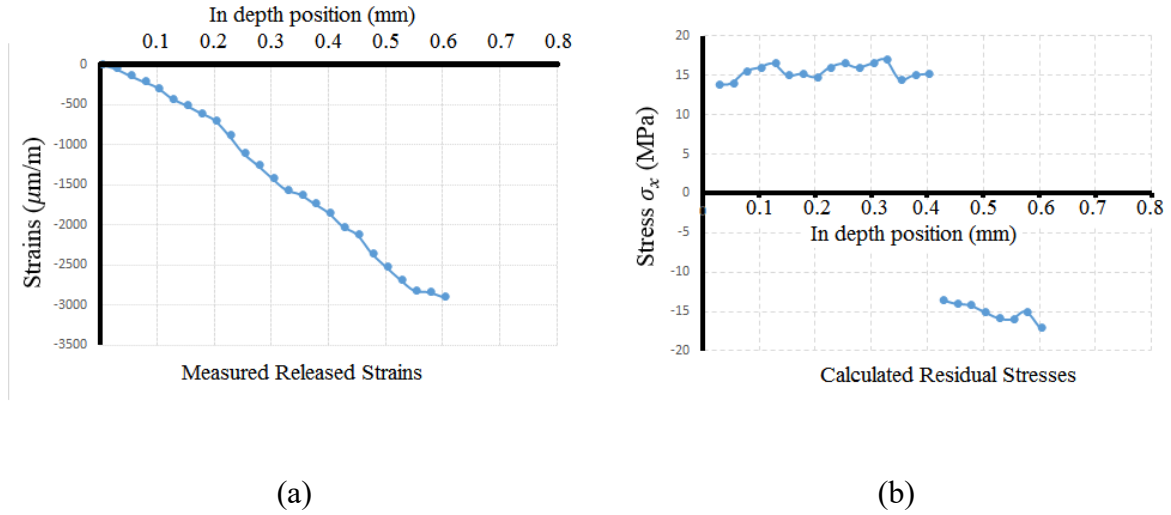 In depth position (mm)
0.1 0.2 0.3 0.4 0.5 0.6 0.7 0.8
0
-500
-1000
-1500
-2000
-2500
-3000
-3500
Strains (μm/m)
Measured Released Strains
(a)
20
15
10
5
0
-5
-10
-15
-20
Stress σx (MPa)
0.1 0.2 0.3 0.4 0.5 0.6 0.7 0.8
In depth position (mm)
Calculated Residual Stresses
(b)